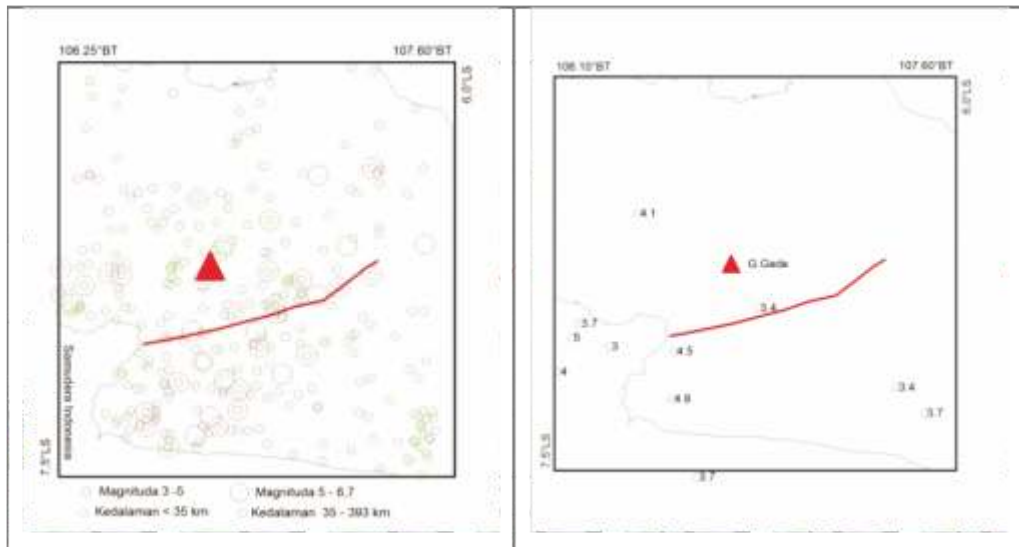 106 25°BT 107 60°BT
6.0°LS
Samudera Indonesia
7.5°LS
Magnituda 3 -5 Magnituda 5 - 6,7
Kedalaman < 35 km Kedalaman 35 - 393 km
106.10°BT 107 60°BT
6.0°LS
4 1
G.Gede
3.4
3.7
5
3
4.5
4
3.4
4 8
3.7
7.5°LS
3 7